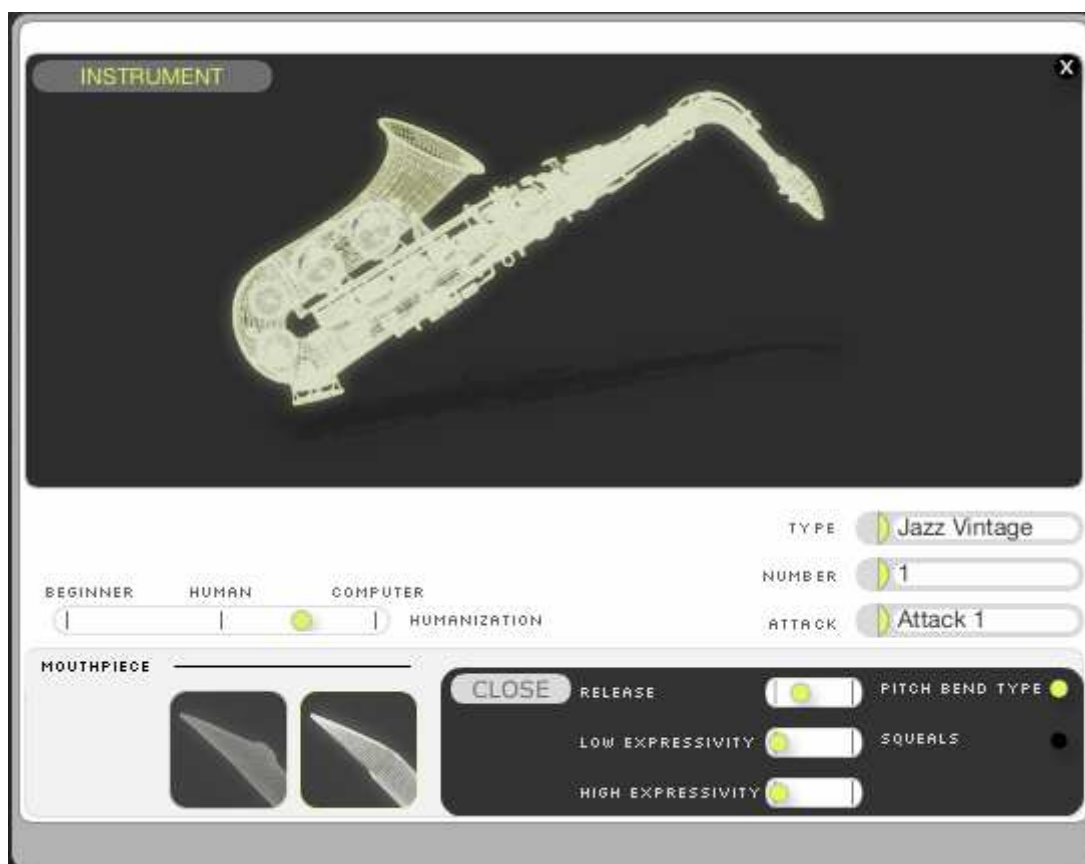 INSTRUMENT
X
TYPE Jazz Vintage
NUMBER 1
BEGINNER HUMAN COMPUTER
HUMANIZATION
ATTACK Attack 1
MOUTHPIECE
CLOSE RELEASE PITCH BEND TYPE
LOW EXPRESSIVITY SQUEALS
HIGH EXPRESSIVITY